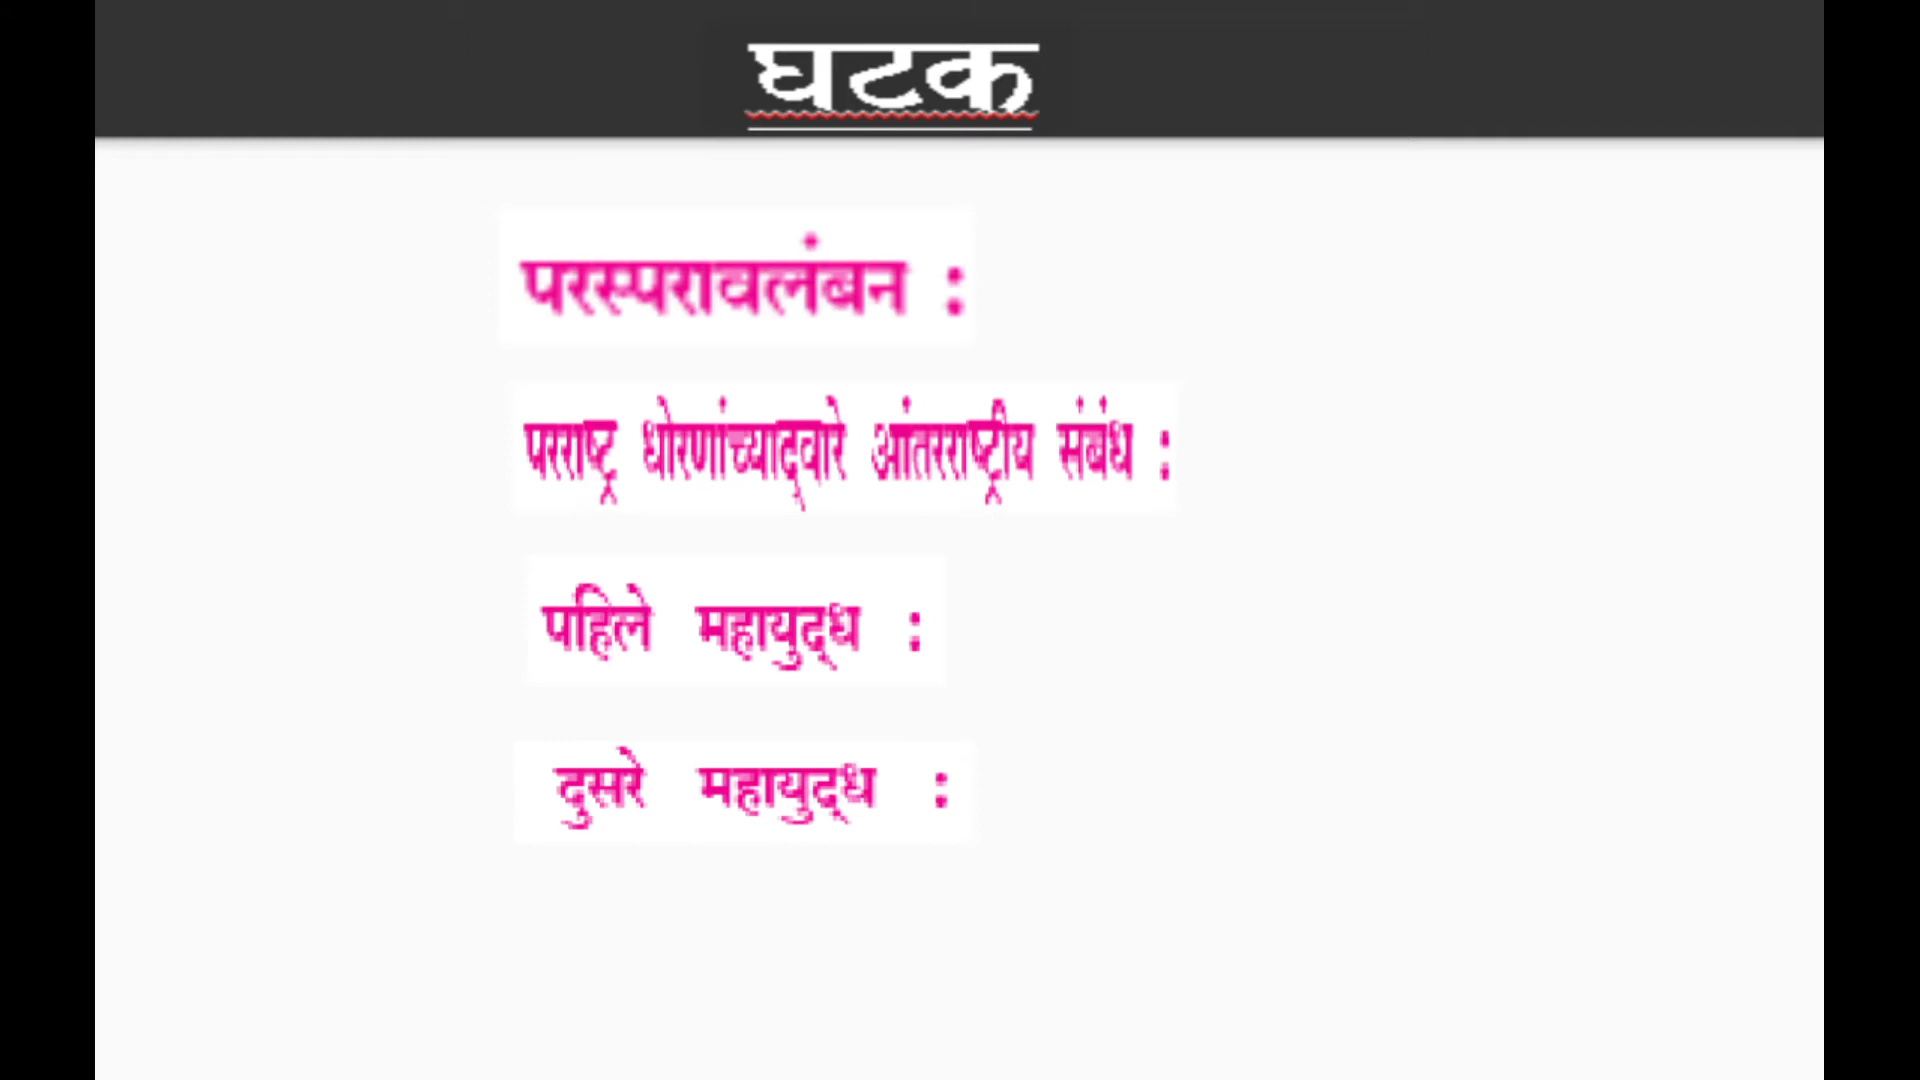 घटक
परस्परावलंबन :
परराष्ट्र धोरणांच्याद्‌वारे आंतरराष्ट्रीय संबंध :
पहिले महायुद्‌ध :
दुसरे महायुद्‌ध :